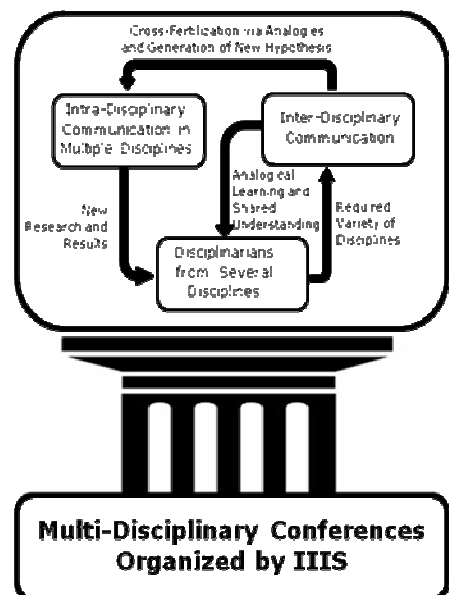 Cross-Fertilization via Analogies
and Generation of New Hypothesis
Intra-Disciplinary
Communication in
Multiple Disciplines
Inter-Disciplinary
Communication
New
Research and
Results
Analogical
Learning and
Shared
Understanding
Required
Variety of
Disciplines
Disciplinarians
from Several
Disciplines
Multi-Disciplinary Conferences
Organized by IIIS